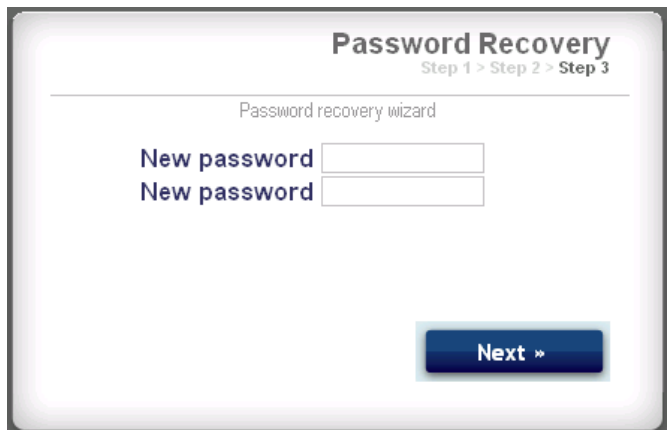 Password Recovery
Step 1 > Step 2 > Step 3
Password recovery wizard
New password
New password
Next »